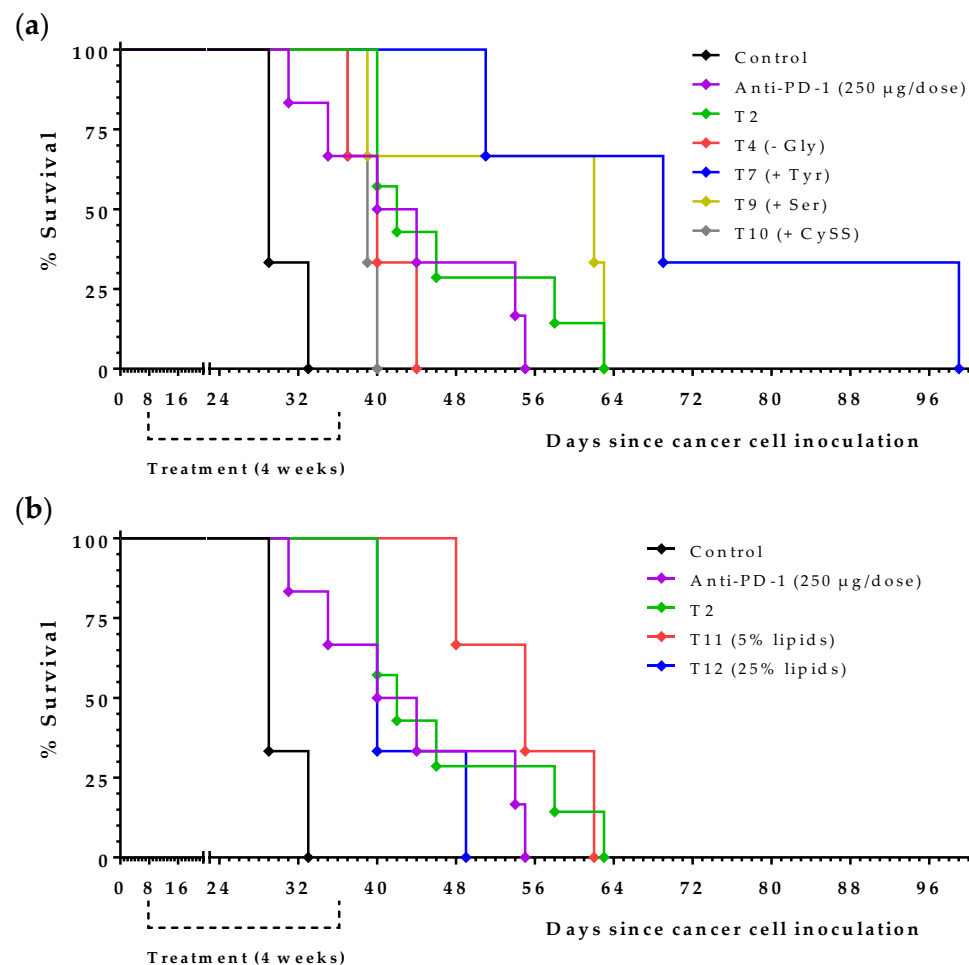 (a)
100
75
50
25
0
% Survival
Control
Anti-PD-1 (250 µg/dose)
T2
T4 (- Gly)
T7 (+ Tyr)
T9 (+ Ser)
T10 (+ CySS)
0 8 16 24 32 40 48 56 64 72 80 88 96
Days since cancer cell inoculation
Treatment (4 weeks)
(b)
100
75
50
25
0
% Survival
Control
Anti-PD-1 (250 µg/dose)
T2
T11 (5% lipids)
T12 (25% lipids)
0 8 16 24 32 40 48 56 64 72 80 88 96
Days since cancer cell inoculation
Treatment (4 weeks)